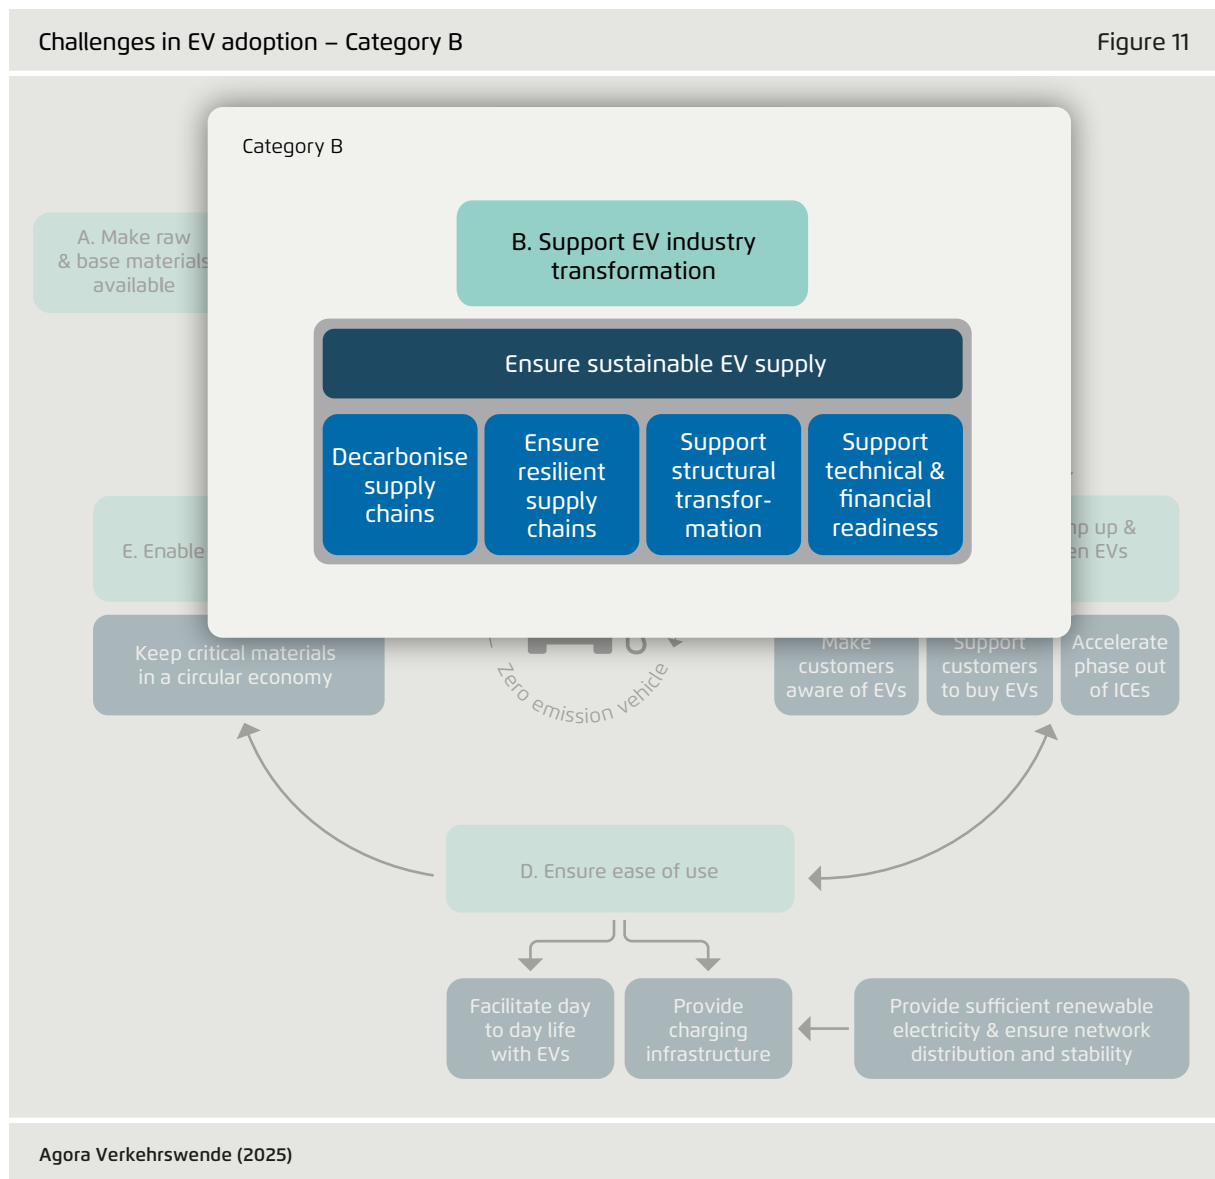 Challenges in EV adoption – Category B
Figure 11
Category B
A. Make raw
& base materials
available
B. Support EV industry
transformation
Ensure sustainable EV supply
Decarbonise
supply
chains
Ensure
resilient
supply
chains
Support
structural
transfor-
mation
Support
technical &
financial
readiness
E. Enable
up &
EVs
Keep critical materials
in a circular economy
Zero emission vehicle
Make
customers
aware of EVs
Support
customers
to buy EVs
Accelerate
phase out
of ICEs
D. Ensure ease of use
Facilitate day
to day life
with EVs
Provide
charging
infrastructure
Provide sufficient renewable
electricity & ensure network
distribution and stability
Agora Verkehrswende (2025)